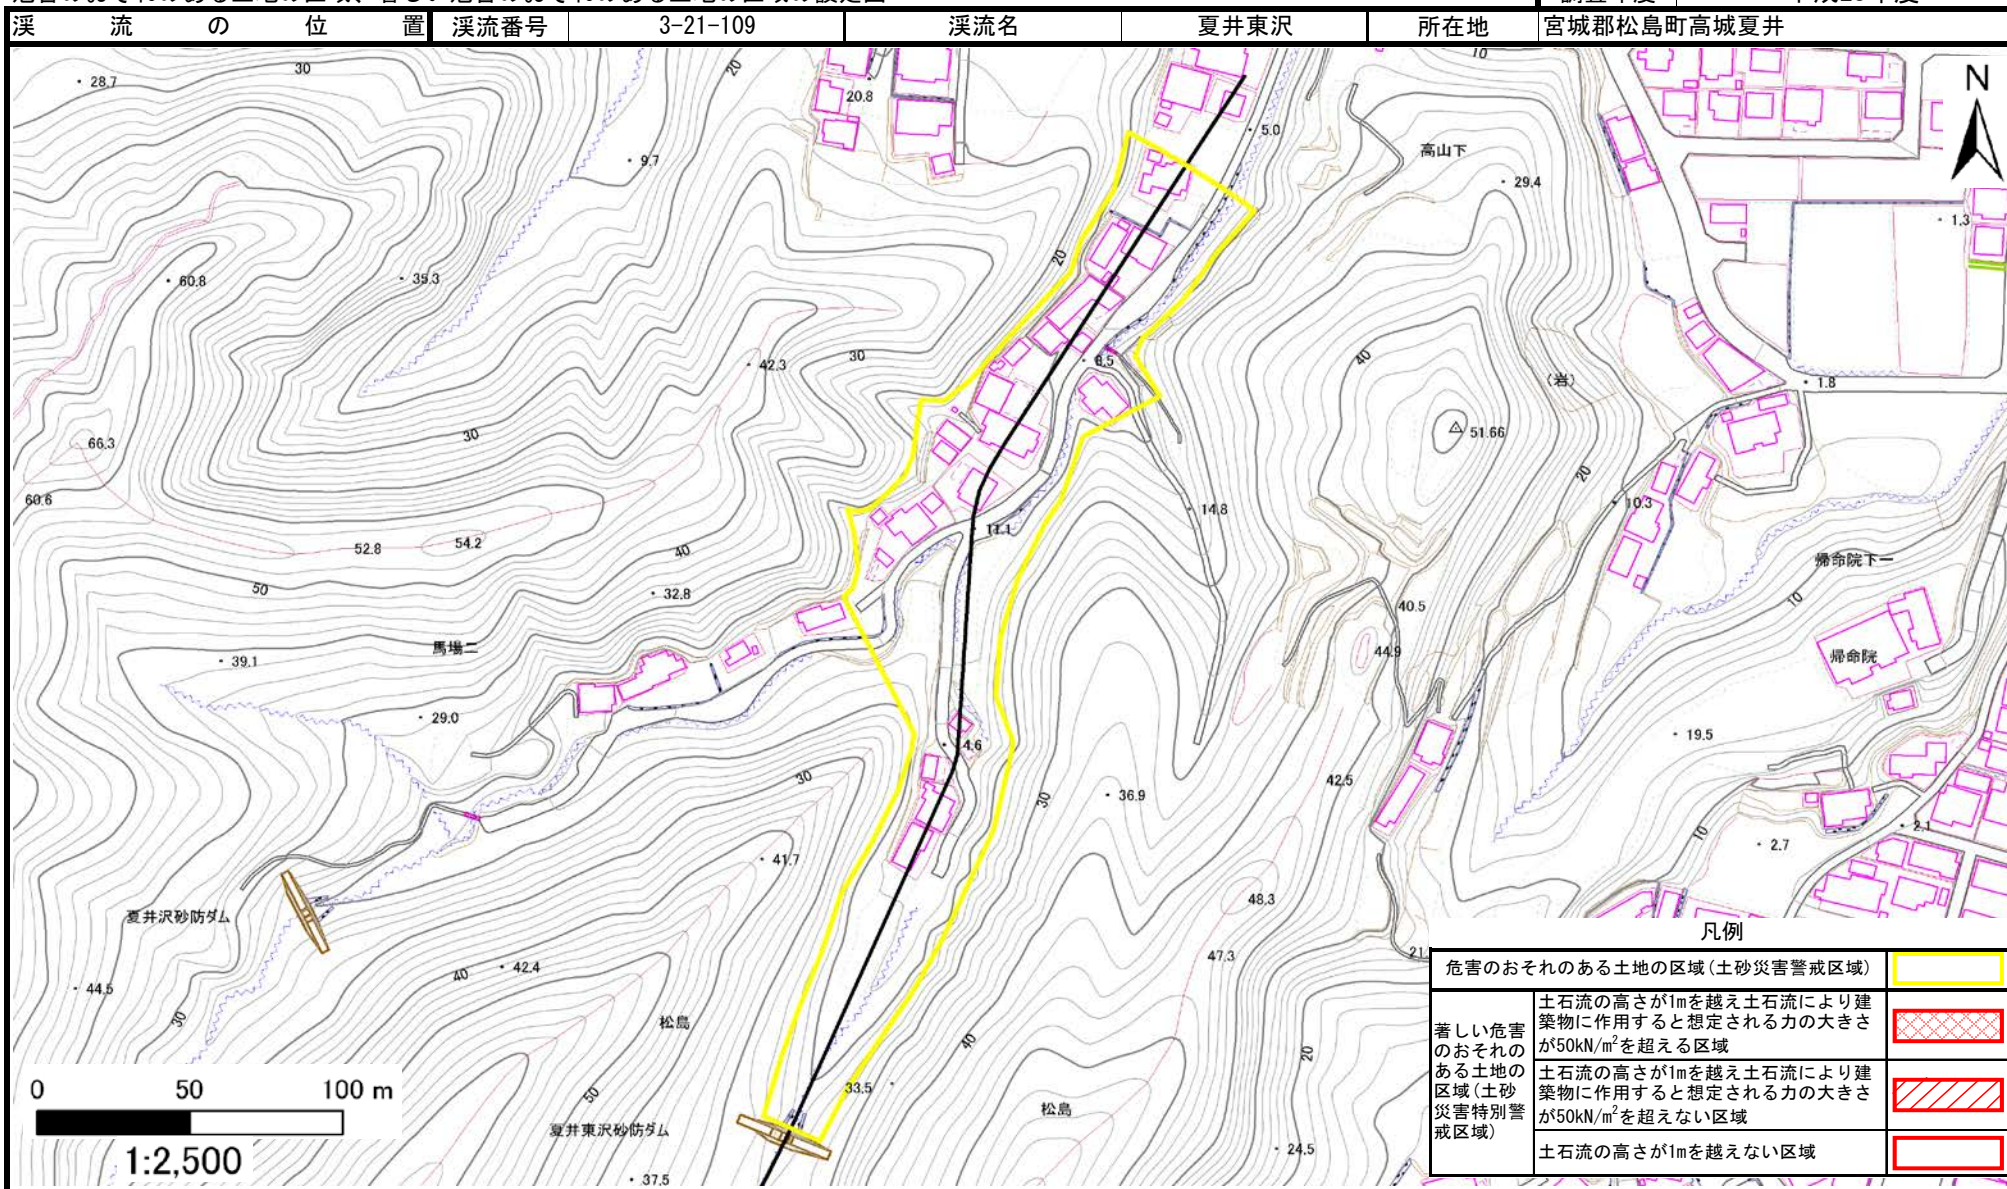 溪流の位置 溪流番号 3-21-109 溪流名 夏井東沢 所在地 宮城郡松島町高城夏井
N
28.7
30
20
20.8
9.7
5.0
10
高山下
29.4
1.3
60.8
35.3
20
42.3
30
8.5
40
(岩)
1.8
66.3
30
51.66
60.6
20
10.3
14.8
11.1
52.8
54.2
40
50
32.8
帰命院下一
10
40.5
馬場二
39.1
44.9
帰命院
29.0
4.6
19.5
30
30
36.9
42.5
10
2.1
2.7
41.7
夏井沢砂防ダム
48.3
40
42.4
47.3
44.5
30
松島
40
20
33.5
50
松島
夏井東沢砂防ダム
24.5
37.5
0 50 100 m
1:2,500
凡例
危害のおそれのある土地の区域(土砂災害警戒区域)
著しい危害
のおそれの
ある土地の
区域(土砂
災害特別警
戒区域)
土石流の高さが1mを越え土石流により建
築物に作用すると想定される力の大きさ
が50kN/m²を超える区域
土石流の高さが1mを越え土石流により建
築物に作用すると想定される力の大きさ
が50kN/m²を超えない区域
土石流の高さが1mを越えない区域